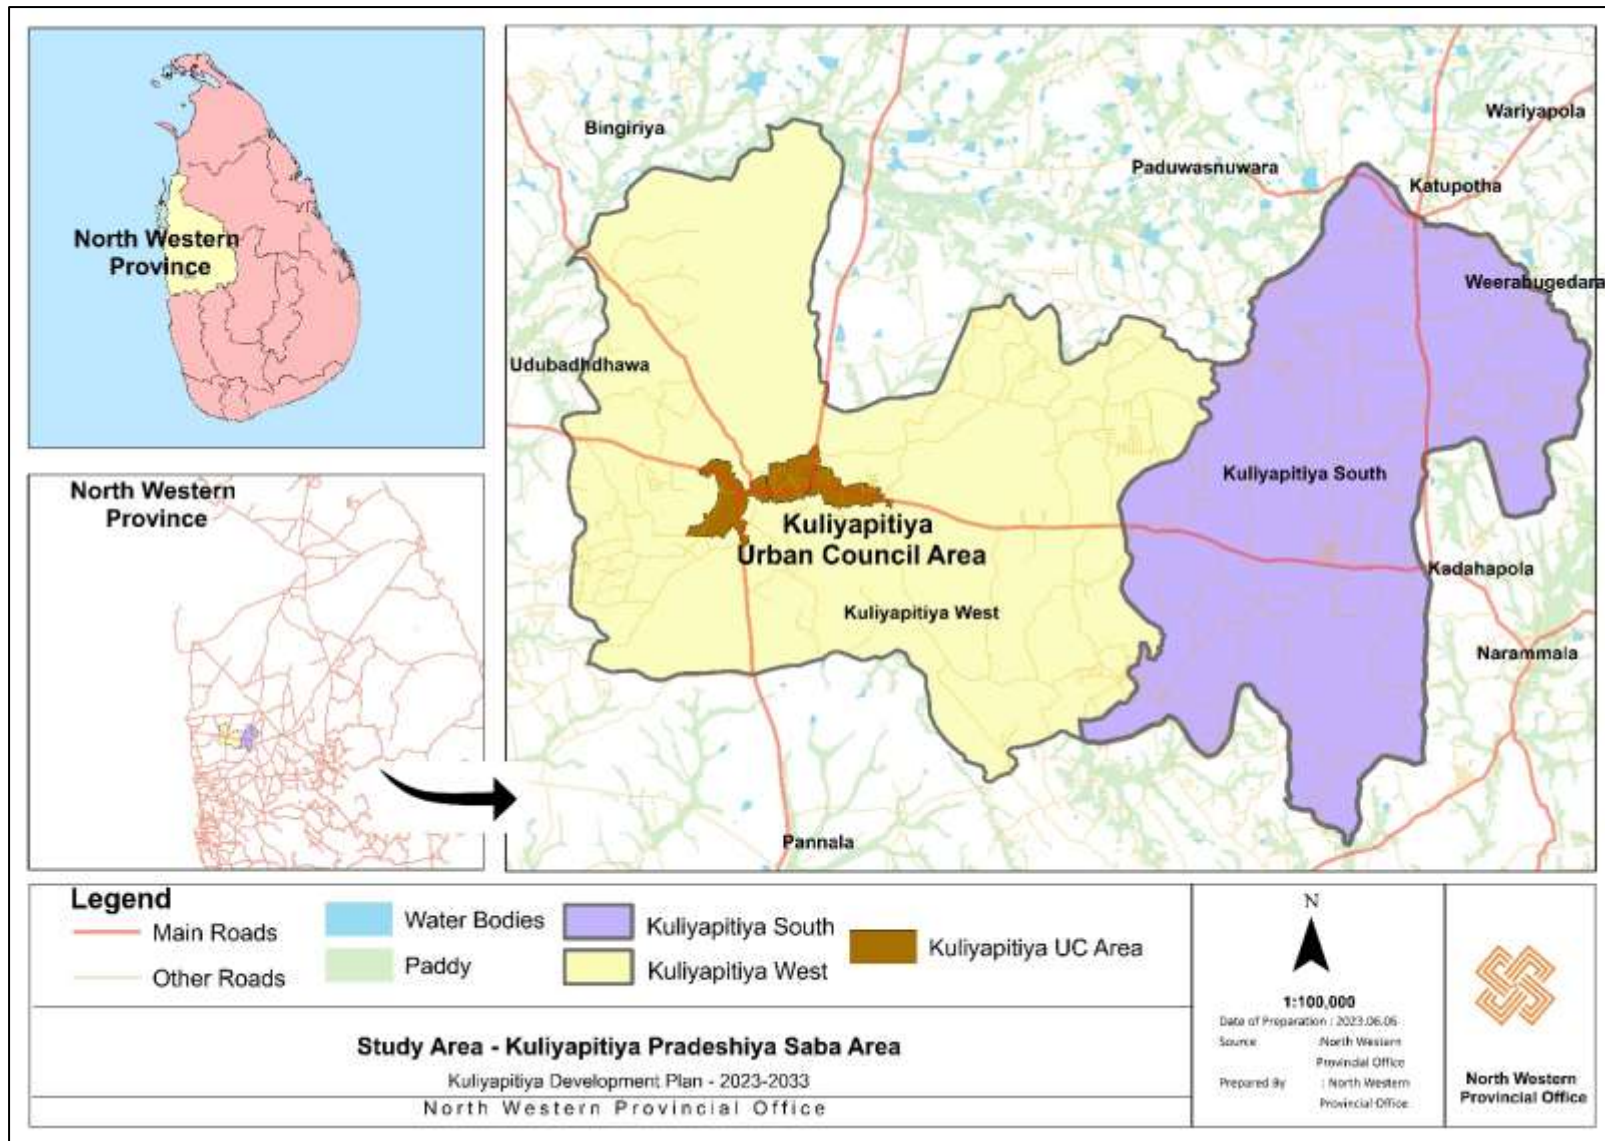 North Western
Province
North Western
Province
Bingiriya
Wariyapola
Paduwasnuwara
Katupotha
Weerabugedara
Udubadhdhawa
Kuliyapitiya South
Kuliyapitiya
Urban Council Area
Kadahapola
Kuliyapitiya West
Narammala
Pannala
Legend
Main Roads
Other Roads
Water Bodies
Paddy
Kuliyapitiya South
Kuliyapitiya West
Kuliyapitiya UC Area
Study Area - Kuliyapitiya Pradeshiya Saba Area
Kuliyapitiya Development Plan - 2023-2033
North Western Provincial Office
N
1:100,000
Date of Preparation : 2023.06.06
Source :North Western
Provincial Office
Prepared By : North Western
Provincial Office
North Western
Provincial Office